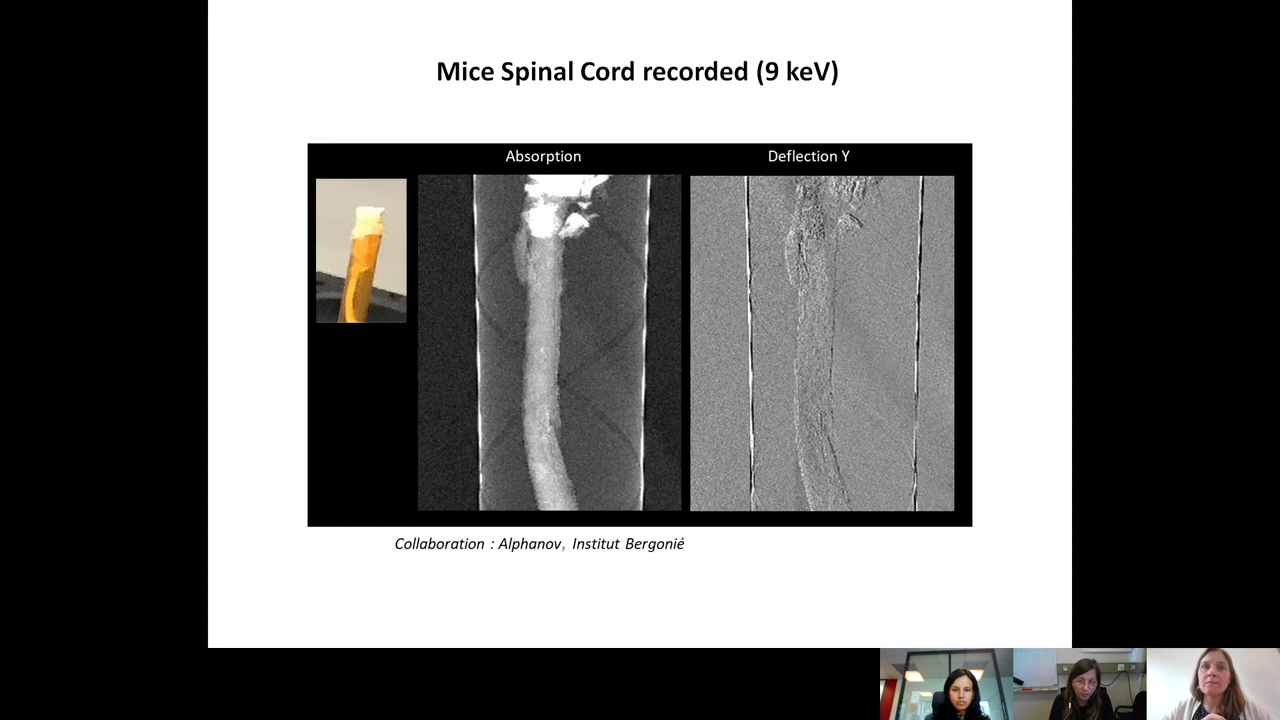 Mice Spinal Cord recorded (9 keV)
Absorption
Deflection Y
Collaboration : Alphanov, Institut Bergonié